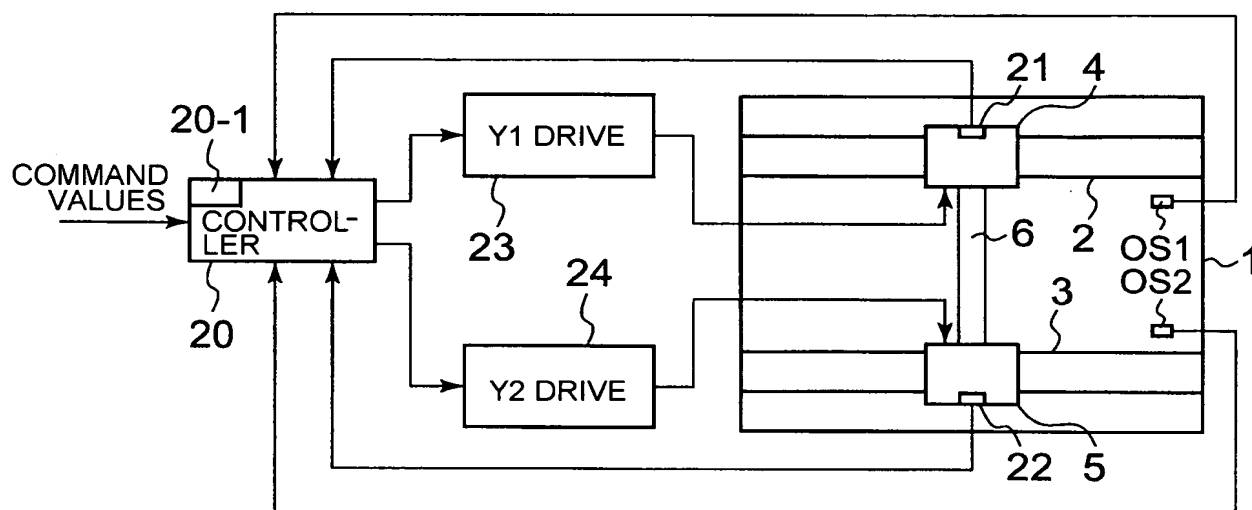 21
4
20-1
Y1 DRIVE
COMMAND
VALUES
CONTROL-
LER
23
6
2
OS1
1
OS2
24
3
20
Y2 DRIVE
22
5